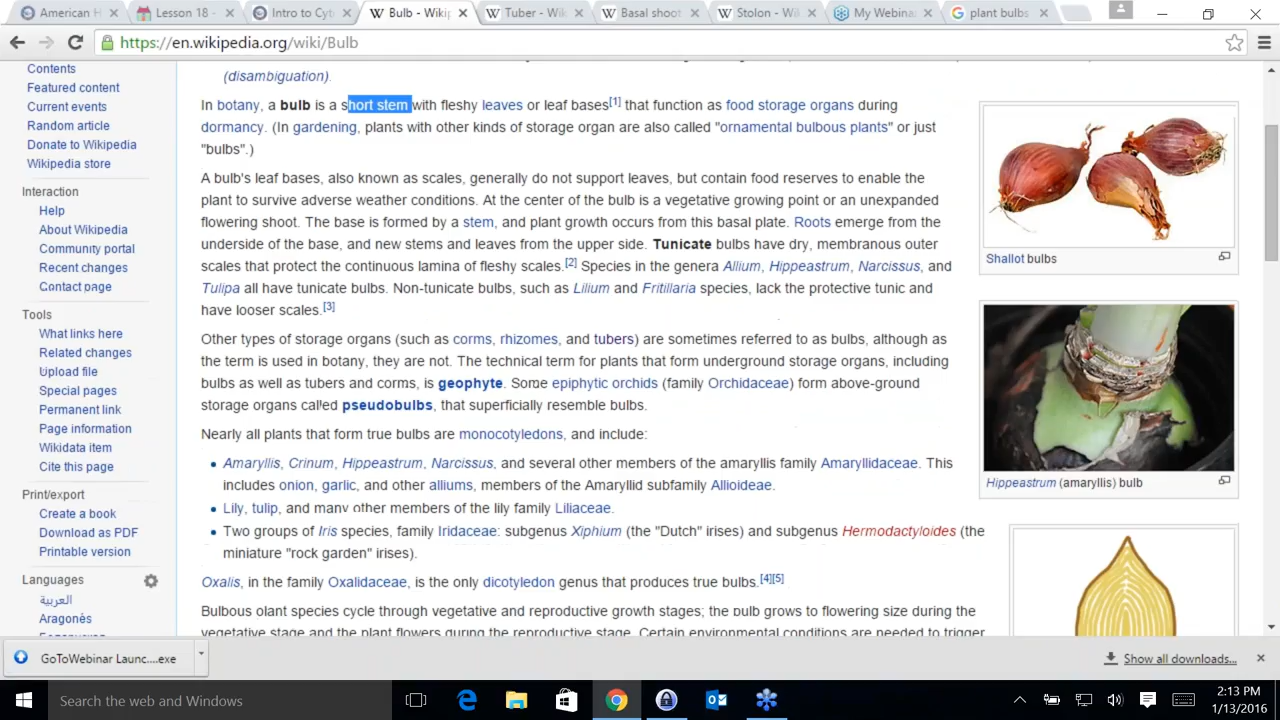 American H
Lesson 18 -
Intro to Cyt
Bulb - Wikip
Tuber - Wik
Basal shoot
Stolon - Wi
My Webina
plant bulbs
https://en.wikipedia.org/wiki/Bulb
Contents
Featured content
Current events
Random article
Donate to Wikipedia
Wikipedia store
Interaction
Help
About Wikipedia
Community portal
Recent changes
Contact page
Tools
What links here
Related changes
Upload file
Special pages
Permanent link
Page information
Wikidata item
Cite this page
Print/export
Create a book
Download as PDF
Printable version
Languages
العربية
Aragonés
(disambiguation).
In botany, a bulb is a short stem with fleshy leaves or leaf bases[1] that function as food storage organs during
dormancy. (In gardening, plants with other kinds of storage organ are also called "ornamental bulbous plants" or just
"bulbs".)
A bulb's leaf bases, also known as scales, generally do not support leaves, but contain food reserves to enable the
plant to survive adverse weather conditions. At the center of the bulb is a vegetative growing point or an unexpanded
flowering shoot. The base is formed by a stem, and plant growth occurs from this basal plate. Roots emerge from the
underside of the base, and new stems and leaves from the upper side. Tunicate bulbs have dry, membranous outer
scales that protect the continuous lamina of fleshy scales.[2] Species in the genera Allium, Hippeastrum, Narcissus, and
Tulipa all have tunicate bulbs. Non-tunicate bulbs, such as Lilium and Fritillaria species, lack the protective tunic and
have looser scales.[3]
Other types of storage organs (such as corms, rhizomes, and tubers) are sometimes referred to as bulbs, although as
the term is used in botany, they are not. The technical term for plants that form underground storage organs, including
bulbs as well as tubers and corms, is geophyte. Some epiphytic orchids (family Orchidaceae) form above-ground
storage organs called pseudobulbs, that superficially resemble bulbs.
Nearly all plants that form true bulbs are monocotyledons, and include:
Amaryllis, Crinum, Hippeastrum, Narcissus, and several other members of the amaryllis family Amaryllidaceae. This
includes onion, garlic, and other alliums, members of the Amaryllid subfamily Allioideae.
Lily, tulip, and many other members of the lily family Liliaceae.
Two groups of Iris species, family Iridaceae: subgenus Xiphium (the "Dutch" irises) and subgenus Hermodactyloides (the
miniature "rock garden" irises).
Oxalis, in the family Oxalidaceae, is the only dicotyledon genus that produces true bulbs.[4][5]
Bulbous plant species cycle through vegetative and reproductive growth stages; the bulb grows to flowering size during the
vegetative stage and the plant flowers during the reproductive stage. Certain environmental conditions are needed to trigger
Shallot bulbs
Hippeastrum (amaryllis) bulb
GoToWebinar Launc....exe
Show all downloads...
Search the web and Windows
2:13 PM
1/13/2016